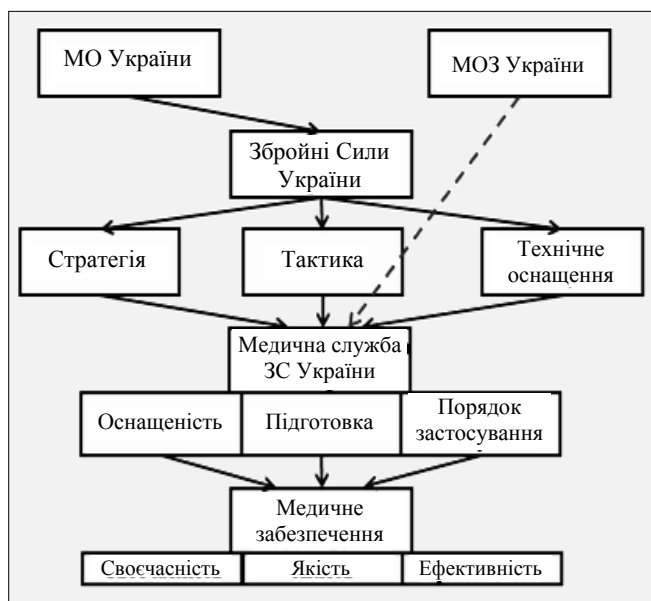 МО України
МОЗ України
Збройні Сили
України
Стратегія
Тактика
Технічне
оснащення
Медична служба
ЗС України
Оснащеність
Підготовка
Порядок
застосування
Медичне
забезпечення
Своєчасність
Якість
Ефективність